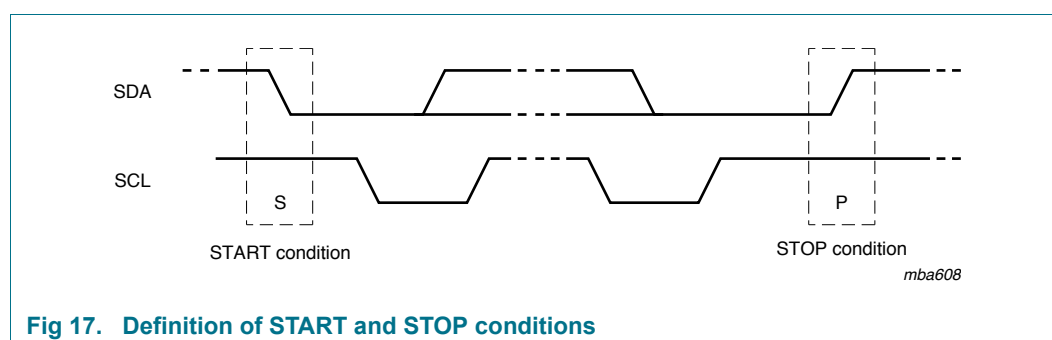 SDA
SCL
S
P
START condition
STOP condition
mba608
Fig 17. Definition of START and STOP conditions